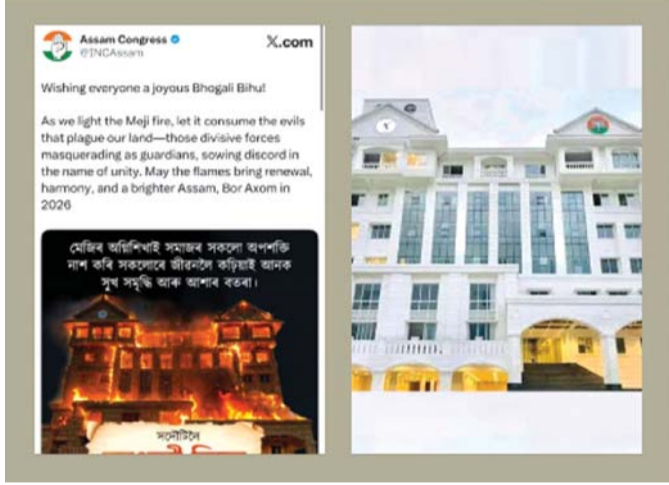 Assam Congress
@INCAssam
X.com
Wishing everyone a joyous Bhogali Bihu!
As we light the Meji fire, let it consume the evils
that plague our land—those divisive forces
masquerading as guardians, sowing discord in
the name of unity. May the flames bring renewal,
harmony, and a brighter Assam, Bor Axom in
2026
মেজিৰ অগ্নিশিখাই সমাজৰ সকলো অপশক্তি
নাশ কৰি সকলোৰে জীৱনলৈ কঢ়িয়াই আনক
সুখ সমৃদ্ধি আৰু আশাৰ বতৰা।
সদৌটিলৈ